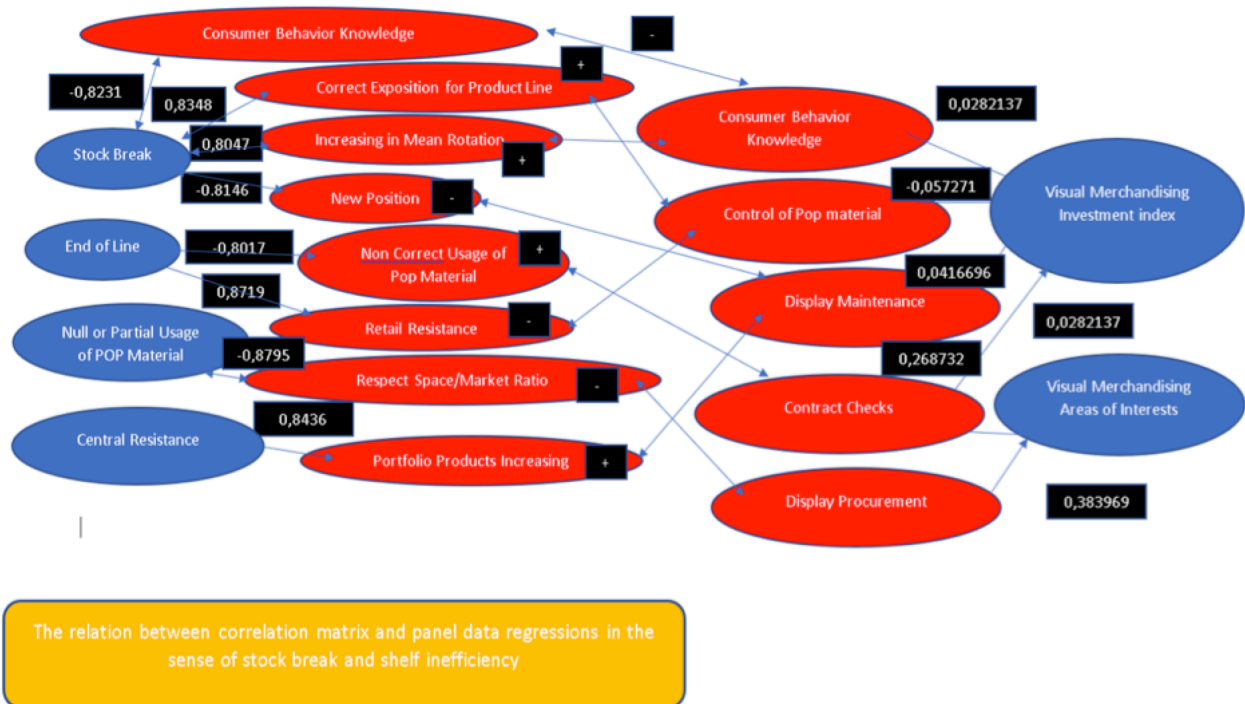 Consumer Behavior Knowledge
-
+
Correct Exposition for Product Line
-0,8231
0,8348
Consumer Behavior
Knowledge
0,0282137
Stock Break
0,8047
Increasing in Mean Rotation
+
-0.8146
New Position
-
-0,057271
Visual Merchandising
Investment index
Control of Pop material
End of Line
-0,8017
Non Correct Usage of
Pop Material
+
0,0416696
0,8719
Display Maintenance
Retail Resistance
-
0,0282137
Null or Partial Usage
of POP Material
-0,8795
0,268732
Respect Space/Market Ratio
-
Contract Checks
Visual Merchandising
Areas of Interests
0,8436
Central Resistance
Portfolio Products Increasing
+
Display Procurement
0,383969
The relation between correlation matrix and panel data regressions in the
sense of stock break and shelf inefficiency